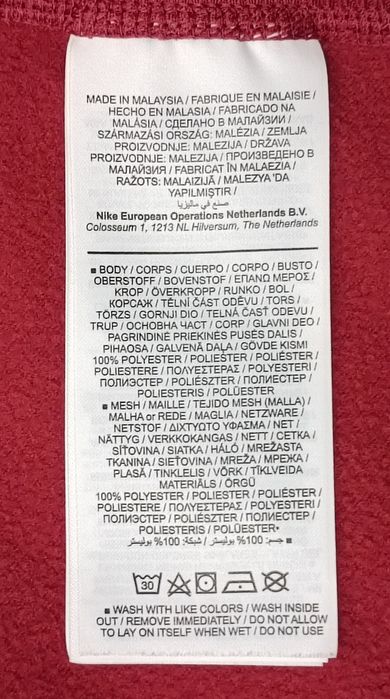 MADE IN MALAYSIA / FABRIQUE EN MALAISIE /
HECHO EN MALASIA / FABRICADO NA
MALÁSIA / СДЕЛАНО В МАЛАЙЗИИ /
SZÁRMAZÁSI ORSZÁG: MALÉZIA / ZEMLJA
PROIZVODNJE: MALEZIJA / DRŽAVA
PROIZVODNJE: MALEZIJA / ПРОИЗВЕДЕНО В
МАЛАЙЗИЯ / FABRICAT ÎN MALAEZIA /
RAŽOTS: MALAIZIJĀ / MALEZYA 'DA
YAPILMIŞTIR /
صنع في ماليزيا
Nike European Operations Netherlands B.V.
Colosseum 1, 1213 NL Hilversum, The Netherlands
■ BODY / CORPS / CUERPO / CORPO / BUSTO /
OBERSTOFF / BOVENSTOF / ΕΠΑΝΩ ΜΕΡΟΣ /
KROP / ÖVERKROPP / RUNKO / BOL /
КОРСАЖ / TĚLNÍ ČÁST ODĚVU / TORS /
TÖRZS / GORNJI DIO / TELNÁ ČASŤ ODEVU /
TRUP / ОСНОВНА ЧАСТ / CORP / GLAVNI DEO /
PAGRINDINĖ PRIEKINĖS PUSĖS DALIS /
PIHAOSA / GALVENĀ DAĻA / GÖVDE KISMI
100% POLYESTER / POLIESTER / POLIÉSTER /
POLIESTERE / ΠΟΛΥΕΣΤΕΡΑΣ / POLYESTERI /
ПОЛИЭСТЕР / POLIÉSZTER / ПОЛИЕСТЕР /
POLIESTERIS / POLÜESTER
■ MESH / MAILLE / TEJIDO MESH (MALLA) /
MALHA or REDE / MAGLIA / NETZWARE /
NETSTOF / ΔΙΧΤΥΩΤΟ ΥΦΑΣΜΑ / NET /
NÄTTYG / VERKKOKANGAS / NETT / СЕТКА /
SÍŤOVINA / SIATKA / HÁLÓ / MREŽASTA
TKANINA / SIEŤOVINA / MREŽA / МРЕЖА /
PLASĂ / TINKLELIS / VÕRK / TĪKLVEIDA
MATERIĀLS / ÖRGÜ
100% POLYESTER / POLIESTER / POLIÉSTER /
POLIESTERE / ΠΟΛΥΕΣΤΕΡΑΣ / POLYESTERI /
ПОЛИЭСТЕР / POLIÉSZTER / ПОЛИЕСТЕР /
POLIESTERIS / POLÜESTER
■ جسم: 100% بوليستر / شبكة: 100% بوليستر ■
30
■ WASH WITH LIKE COLORS / WASH INSIDE
OUT / REMOVE IMMEDIATELY / DO NOT ALLOW
TO LAY ON ITSELF WHEN WET / DO NOT USE